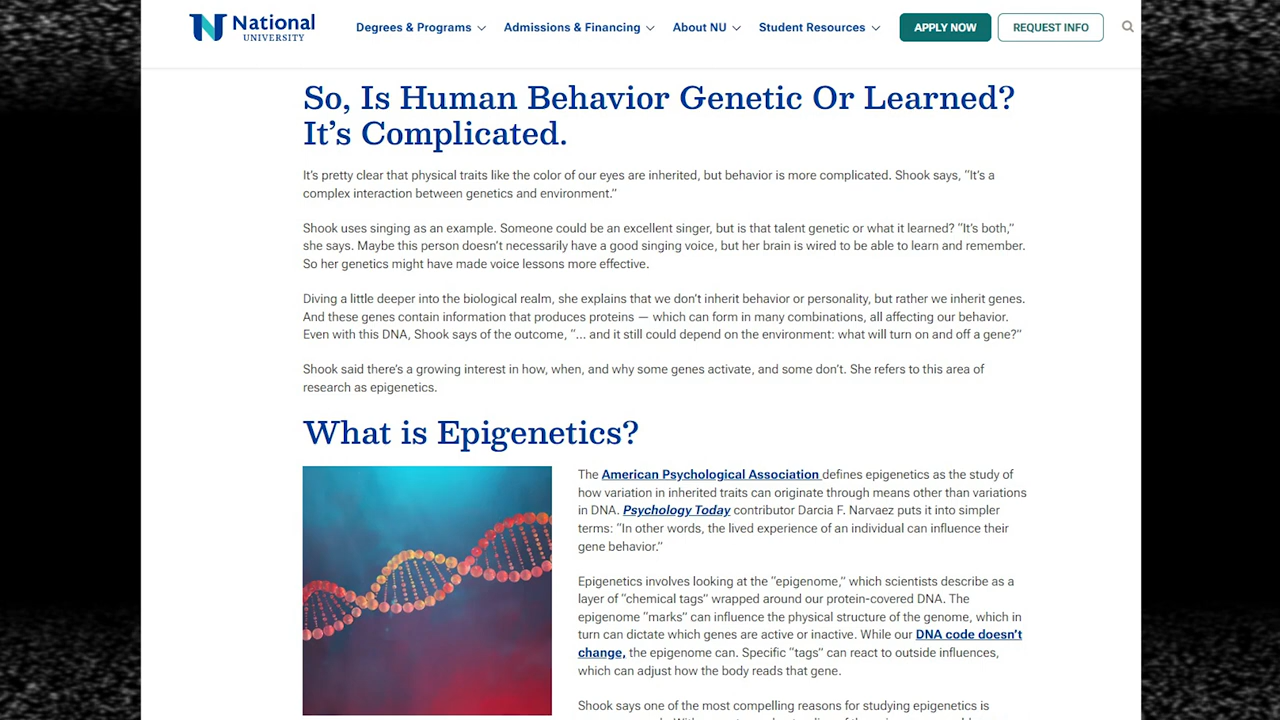 National
UNIVERSITY
Degrees & Programs
Admissions & Financing
About NU
Student Resources
APPLY NOW
REQUEST INFO
So, Is Human Behavior Genetic Or Learned?
It’s Complicated.
It’s pretty clear that physical traits like the color of our eyes are inherited, but behavior is more complicated. Shook says, “It’s a
complex interaction between genetics and environment.”
Shook uses singing as an example. Someone could be an excellent singer, but is that talent genetic or what it learned? “It’s both,”
she says. Maybe this person doesn’t necessarily have a good singing voice, but her brain is wired to be able to learn and remember.
So her genetics might have made voice lessons more effective.
Diving a little deeper into the biological realm, she explains that we don’t inherit behavior or personality, but rather we inherit genes.
And these genes contain information that produces proteins — which can form in many combinations, all affecting our behavior.
Even with this DNA, Shook says of the outcome, “… and it still could depend on the environment: what will turn on and off a gene?”
Shook said there’s a growing interest in how, when, and why some genes activate, and some don’t. She refers to this area of
research as epigenetics.
What is Epigenetics?
The American Psychological Association defines epigenetics as the study of
how variation in inherited traits can originate through means other than variations
in DNA. Psychology Today contributor Darcia F. Narvaez puts it into simpler
terms: “In other words, the lived experience of an individual can influence their
gene behavior.”
Epigenetics involves looking at the “epigenome,” which scientists describe as a
layer of “chemical tags” wrapped around our protein-covered DNA. The
epigenome “marks” can influence the physical structure of the genome, which in
turn can dictate which genes are active or inactive. While our DNA code doesn’t
change, the epigenome can. Specific “tags” can react to outside influences,
which can adjust how the body reads that gene.
Shook says one of the most compelling reasons for studying epigenetics is